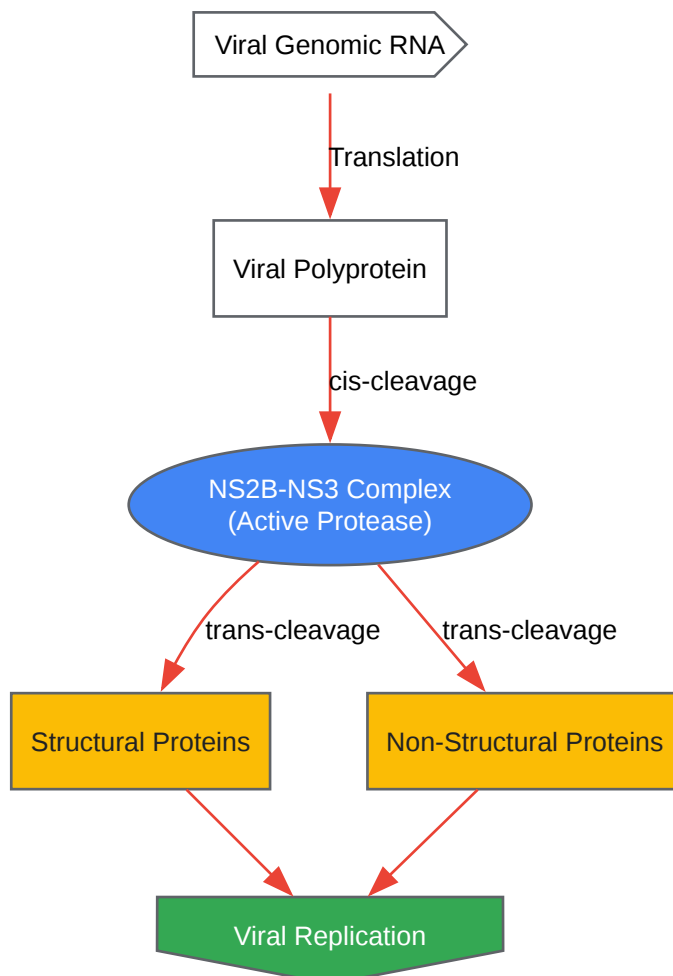 Viral Genomic RNA
Translation
Viral Polyprotein
cis-cleavage
NS2B-NS3 Complex
(Active Protease)
trans-cleavage
trans-cleavage
Structural Proteins
Non-Structural Proteins
Viral Replication